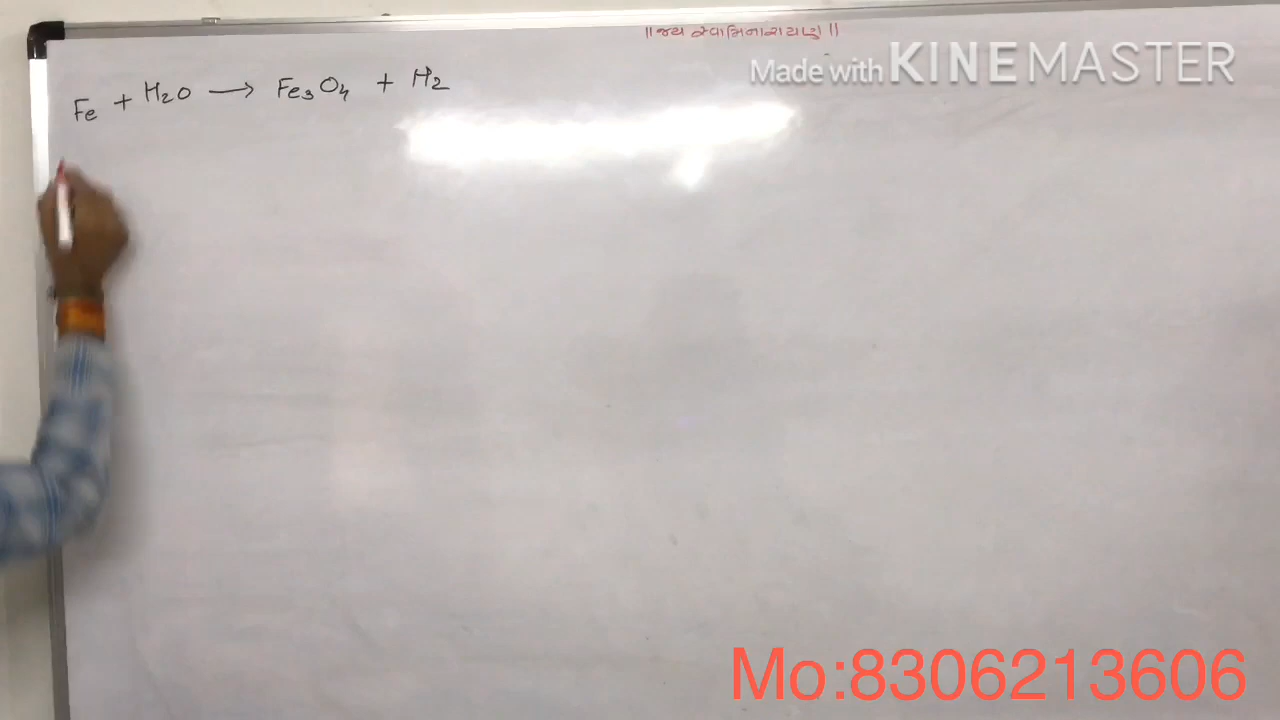 ॥ જય સ્વામિનારાયણ ॥
Made with KINEMASTER
Fe + H2O → Fe3O4 + H2
Mo:8306213606